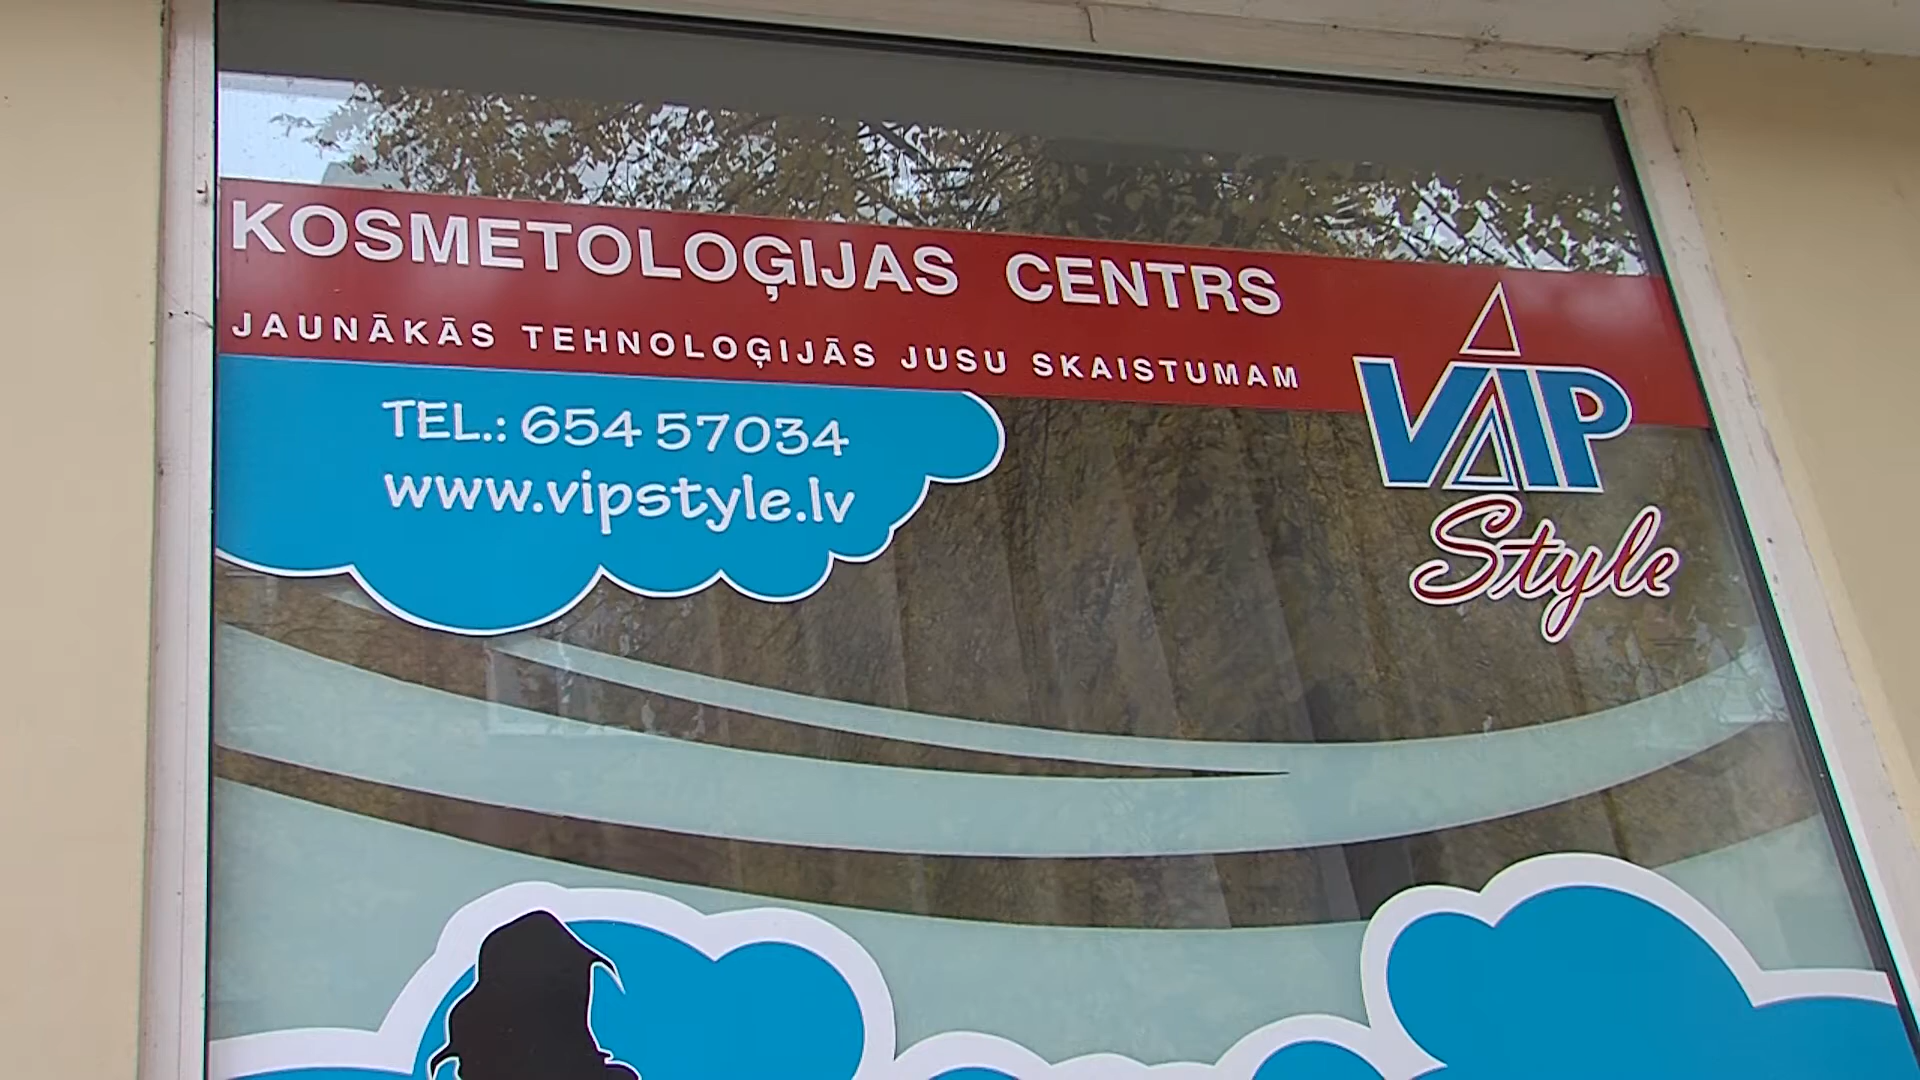 KOSMETOLOĢIJAS CENTRS
JAUNĀKĀS TEHNOLOĢIJĀS JUSU SKAISTUMAM
TEL.: 654 57034
www.vipstyle.lv
VIP
Style